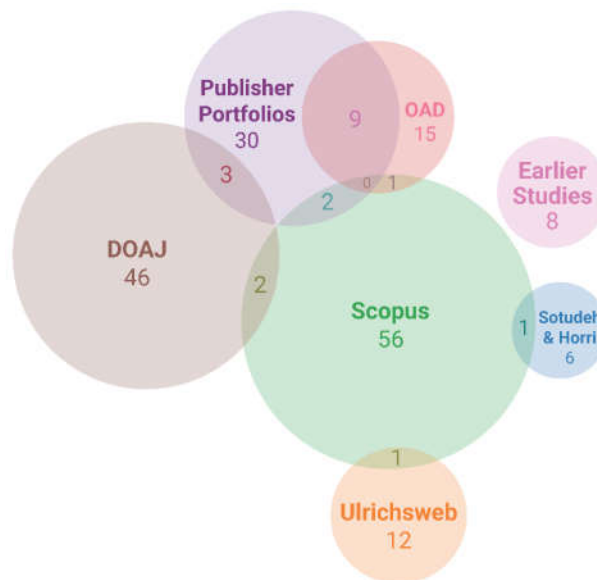 Publisher
Portfolios
30
9
OAD
15
3
2
0
1
Earlier
Studies
8
DOAJ
46
2
Scopus
56
1
Sotudeh
& Horri
6
1
Ulrichsweb
12